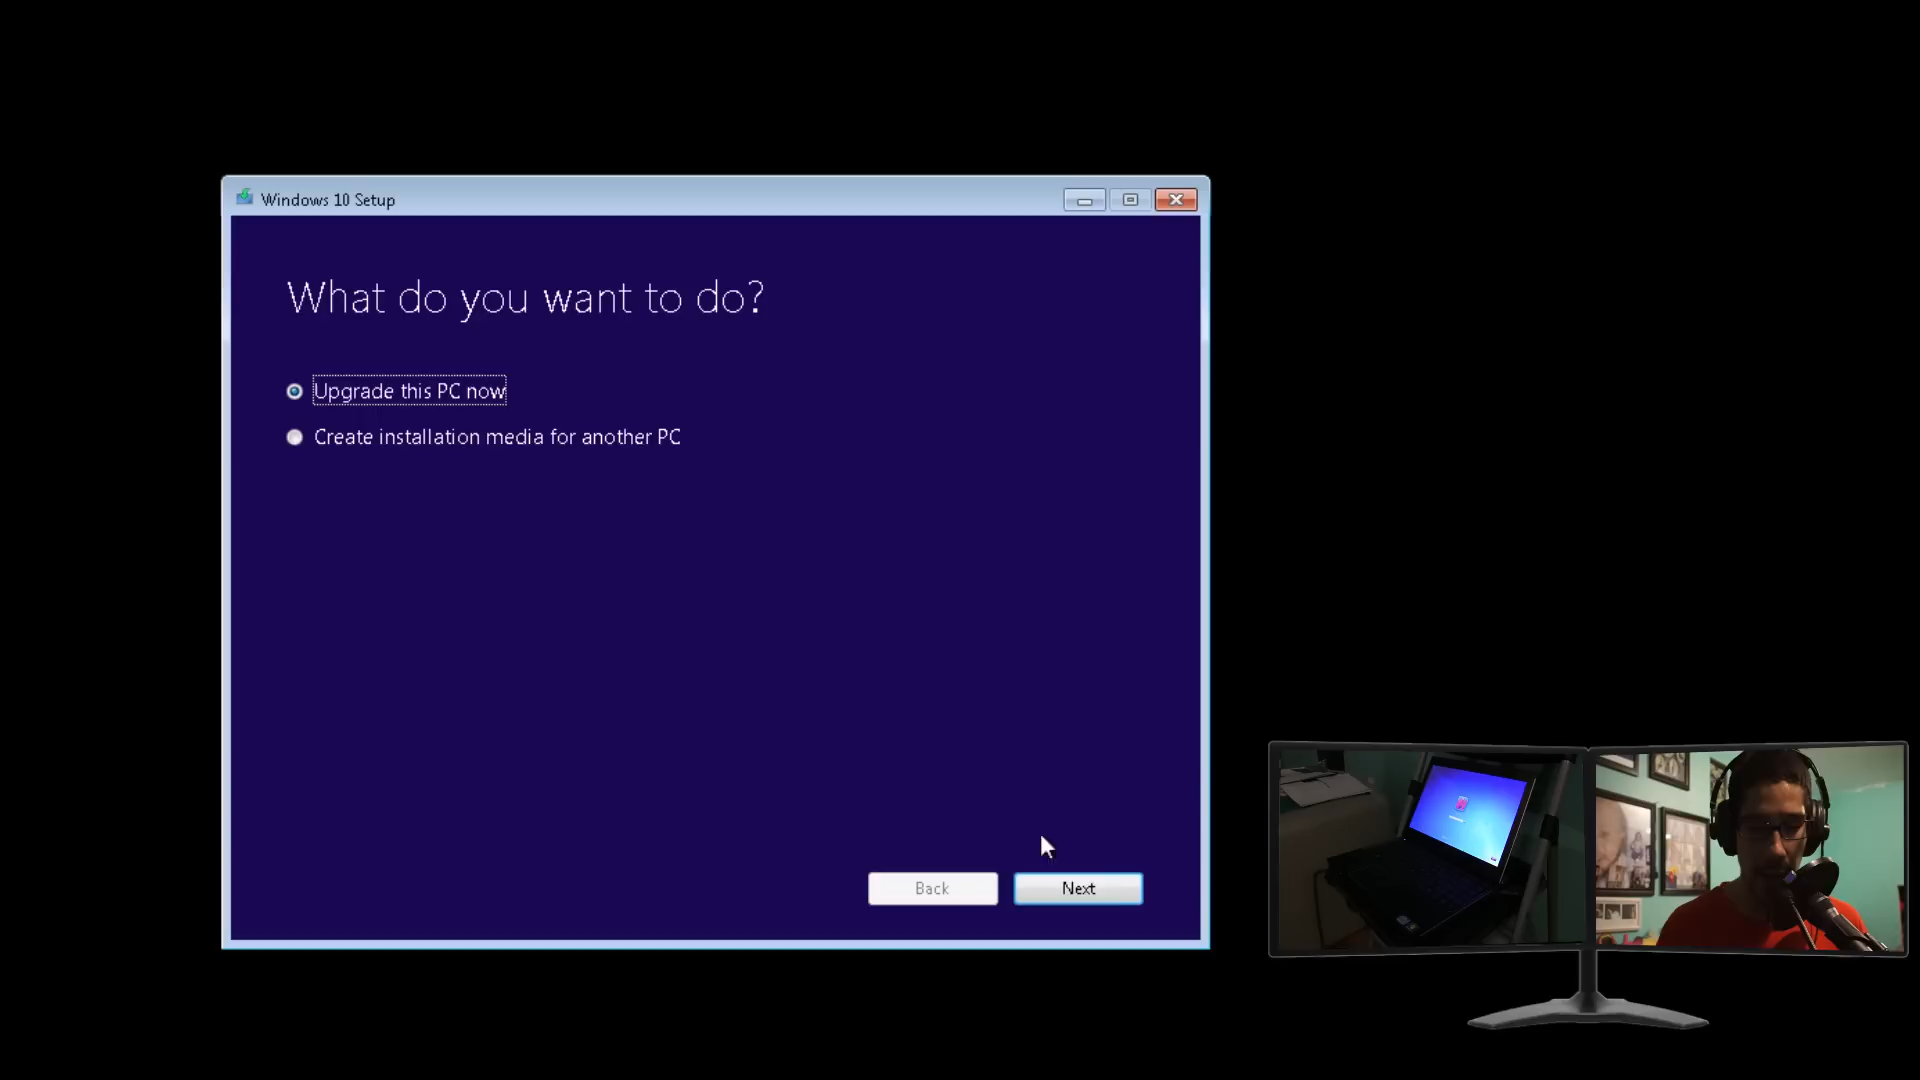 Windows 10 Setup
What do you want to do?
Upgrade this PC now
Create installation media for another PC
Back
Next